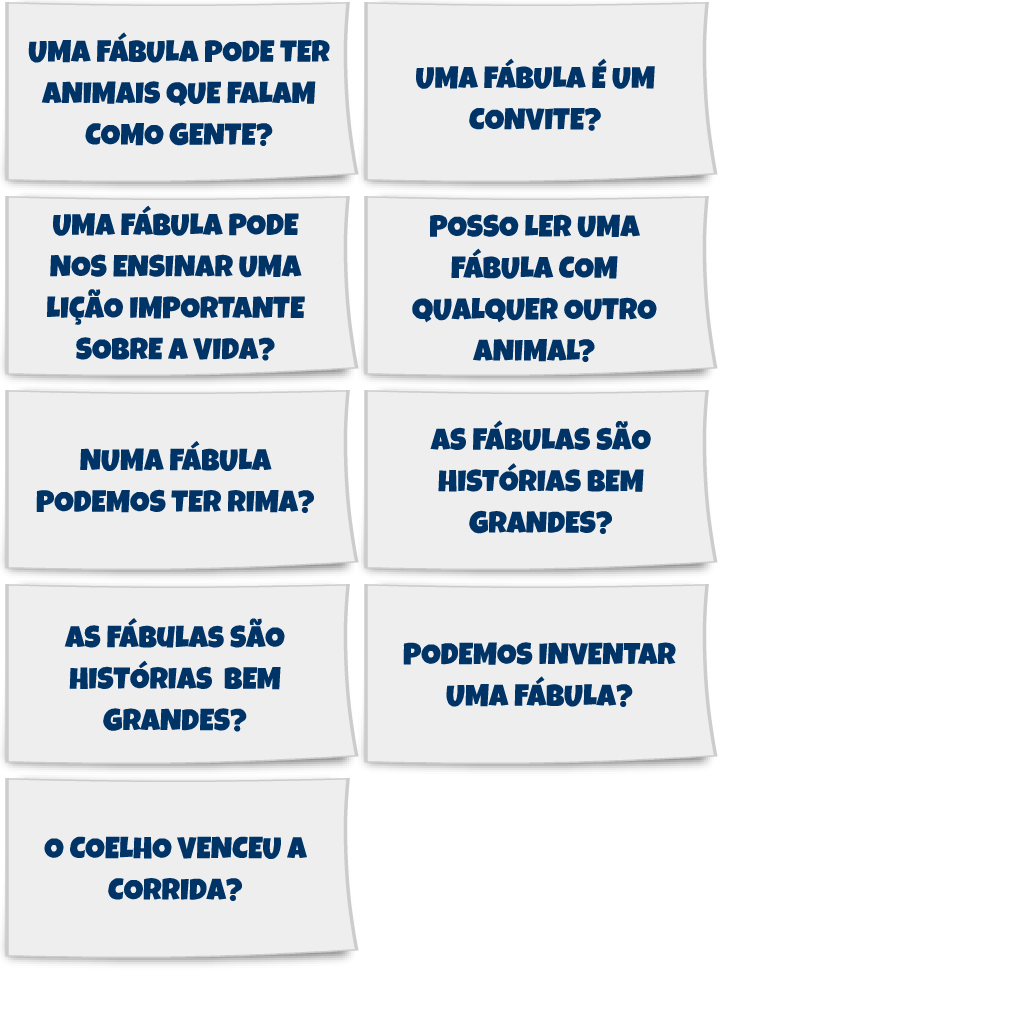 UMA FÁBULA PODE TER
ANIMAIS QUE FALAM
COMO GENTE?
UMA FÁBULA É UM
CONVITE?
UMA FÁBULA PODE
NOS ENSINAR UMA
LIÇÃO IMPORTANTE
SOBRE A VIDA?
POSSO LER UMA
FÁBULA COM
QUALQUER OUTRO
ANIMAL?
NUMA FÁBULA
PODEMOS TER RIMA?
AS FÁBULAS SÃO
HISTÓRIAS BEM
GRANDES?
AS FÁBULAS SÃO
HISTÓRIAS  BEM
GRANDES?
PODEMOS INVENTAR
UMA FÁBULA?
O COELHO VENCEU A
CORRIDA?